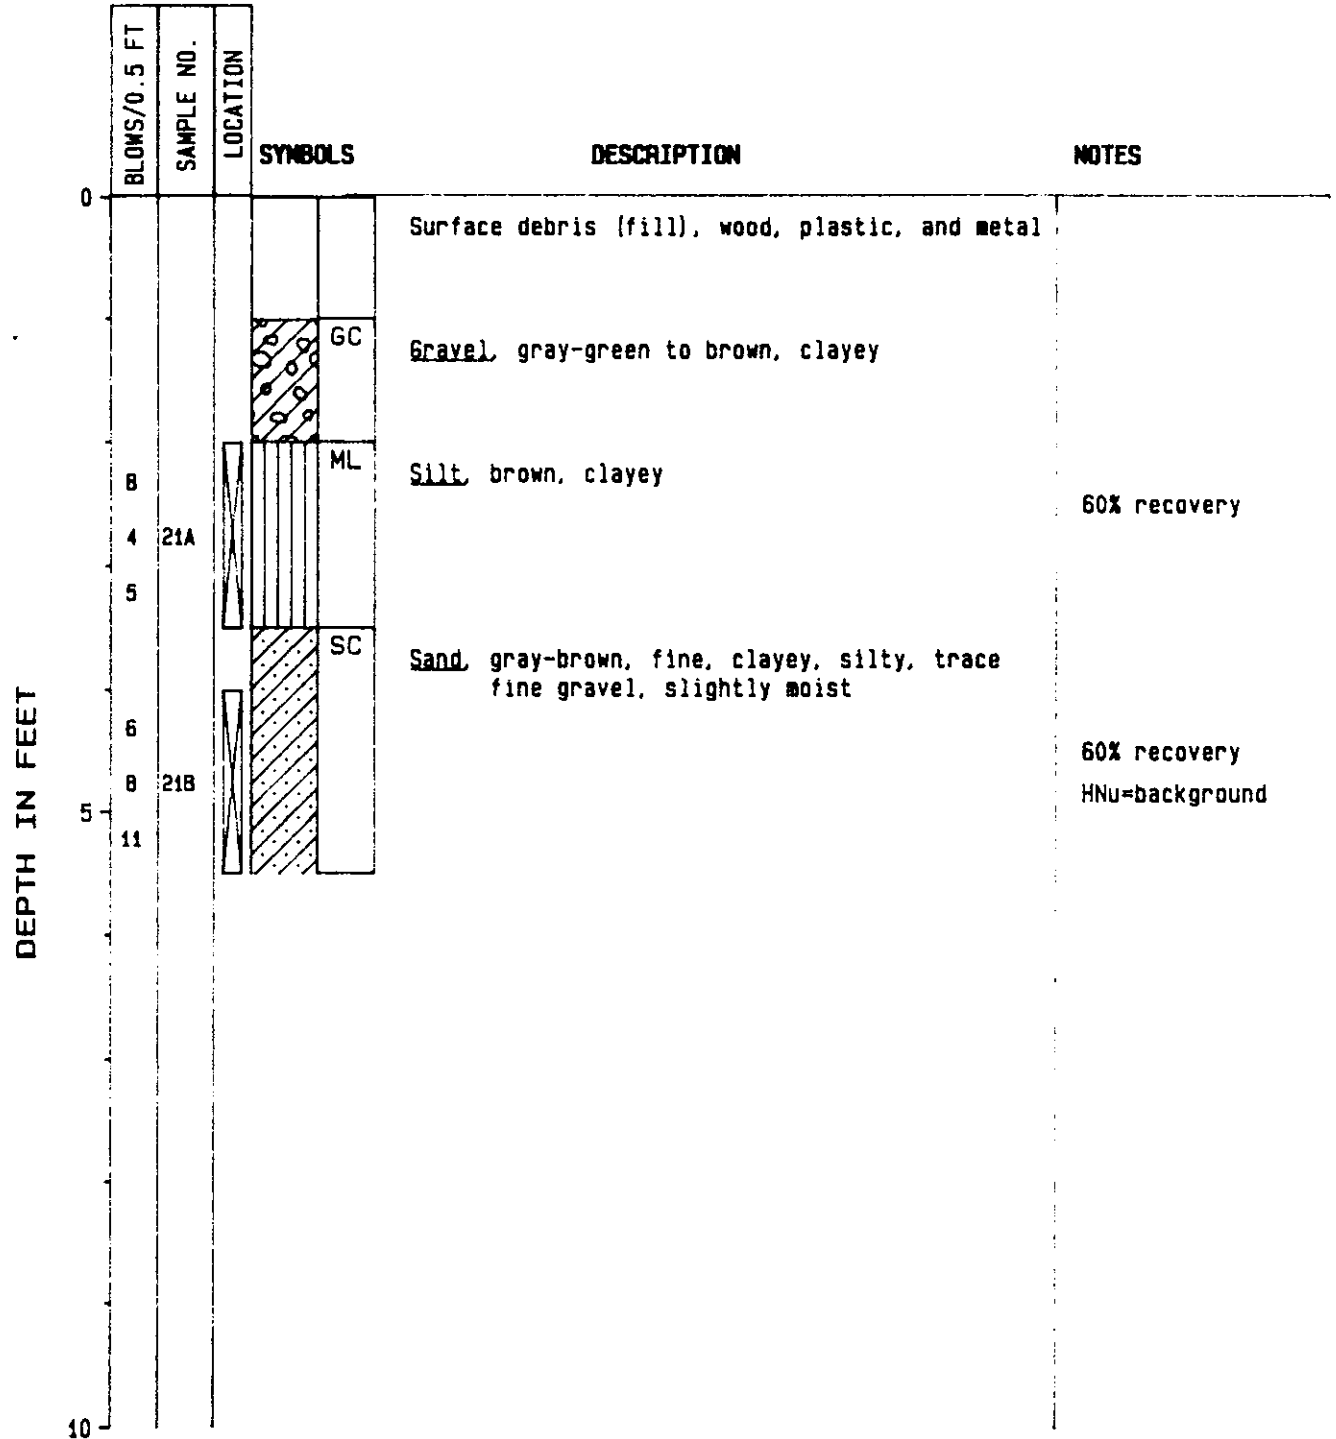 BLOWS/0.5 FT
SAMPLE NO.
LOCATION
SYMBOLS
DESCRIPTION
NOTES
DEPTH IN FEET
0
Surface debris (fill), wood, plastic, and metal
GC
Gravel, gray-green to brown, clayey
ML
Silt, brown, clayey
8
60% recovery
4
21A
5
SC
Sand, gray-brown, fine, clayey, silty, trace
fine gravel, slightly moist
6
60% recovery
8
21B
HNu=background
5
11
10